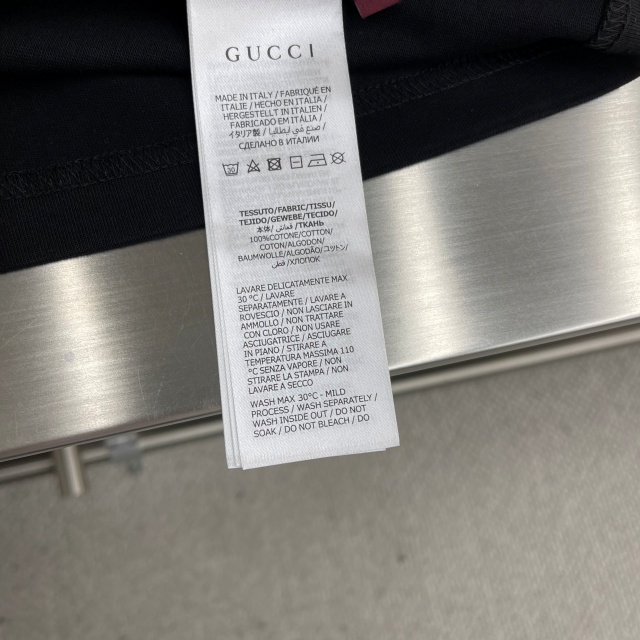 GUCCI
MADE IN ITALY / FABRIQUÉ EN
ITALIE / HECHO EN ITALIA /
HERGESTELLT IN ITALIEN /
FABRICADO EM ITÁLIA /
イタリア製 / صنع في ايطاليا /
СДЕЛАНО В ИТАЛИИ
30
TESSUTO/FABRIC/TISSU/
TEJIDO/GEWEBE/TECIDO/
本体/ قماش /ТКАНЬ
100%COTONE/COTTON/
COTON/ALGODON/
BAUMWOLLE/ALGODÃO/コットン/
قطن /ХЛОПОК
LAVARE DELICATAMENTE MAX
30 °C / LAVARE
SEPARATAMENTE / LAVARE A
ROVESCIO / NON LASCIARE IN
AMMOLLO / NON TRATTARE
CON CLORO / NON USARE
ASCIUGATRICE / ASCIUGARE
IN PIANO / STIRARE A
TEMPERATURA MASSIMA 110
°C SENZA VAPORE / NON
STIRARE LA STAMPA / NON
LAVARE A SECCO
WASH MAX 30°C - MILD
PROCESS / WASH SEPARATELY /
WASH INSIDE OUT / DO NOT
SOAK / DO NOT BLEACH / DO